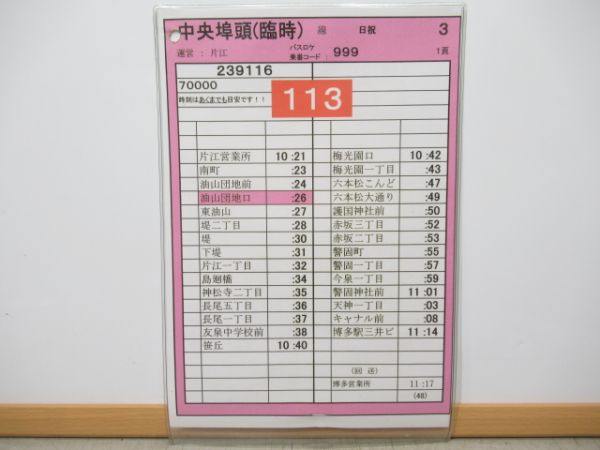 中央埠頭(臨時) 線 日祝 3
運営 : 片江 バスロケ 乗番コード : 999 1頁
239116
70000
時刻はあくまでも目安です!!
113
片江営業所 10 :21
南町 :23
油山団地前 :24
油山団地口 :26
東油山 :27
堤二丁目 :28
堤 :30
下堤 :31
片江一丁目 :32
島廻橋 :34
神松寺二丁目 :35
長尾五丁目 :36
長尾一丁目 :37
友泉中学校前 :38
笹丘 10 :40
梅光園口 10 :42
梅光園一丁目 :43
六本松こんど :47
六本松大通り :49
護国神社前 :50
赤坂三丁目 :52
赤坂二丁目 :53
警固町 :55
警固一丁目 :57
今泉一丁目 :59
警固神社前 11 :01
天神一丁目 :03
キャナル前 :08
博多駅三井ビ 11 :14
(回 送)
博多営業所 11 :17
(48)